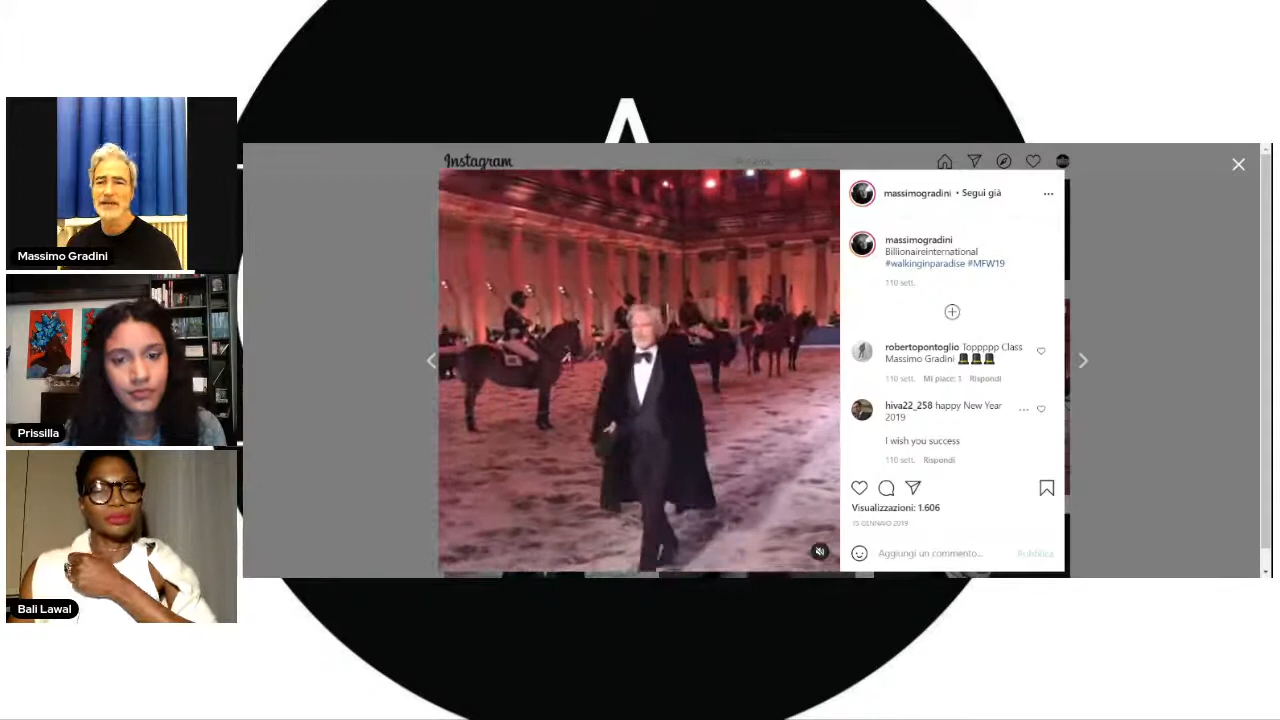 A
Massimo Gradini
Prissilla
Bali Lawal
Instagram
massimogradini • Segui già
massimogradini
Billionaireinternational
#walkinginparadise #MFW19
110 sett.
robertopontoglio Topppppp Class
Massimo Gradini
110 sett. Mi piace: 1 Rispondi
hiva22_258 happy New Year
2019
I wish you success
110 sett. Rispondi
Visualizzazioni: 1.606
15 GENNAIO 2019
Aggiungi un commento... Pubblica